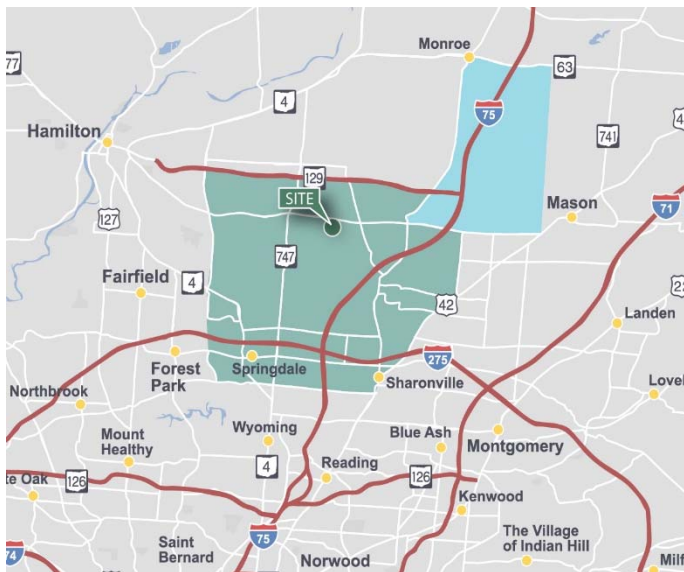 Monroe
77
63
4
75
Hamilton
741
129
Mason
SITE
71
127
747
Fairfield
4
42
Landen
275
Forest
Park
Springdale
Sharonville
Northbrook
Wyoming
Blue Ash
Montgomery
Mount
Healthy
4
Reading
126
126
Kenwood
Saint
Bernard
75
Norwood
The Village
of Indian Hill
74